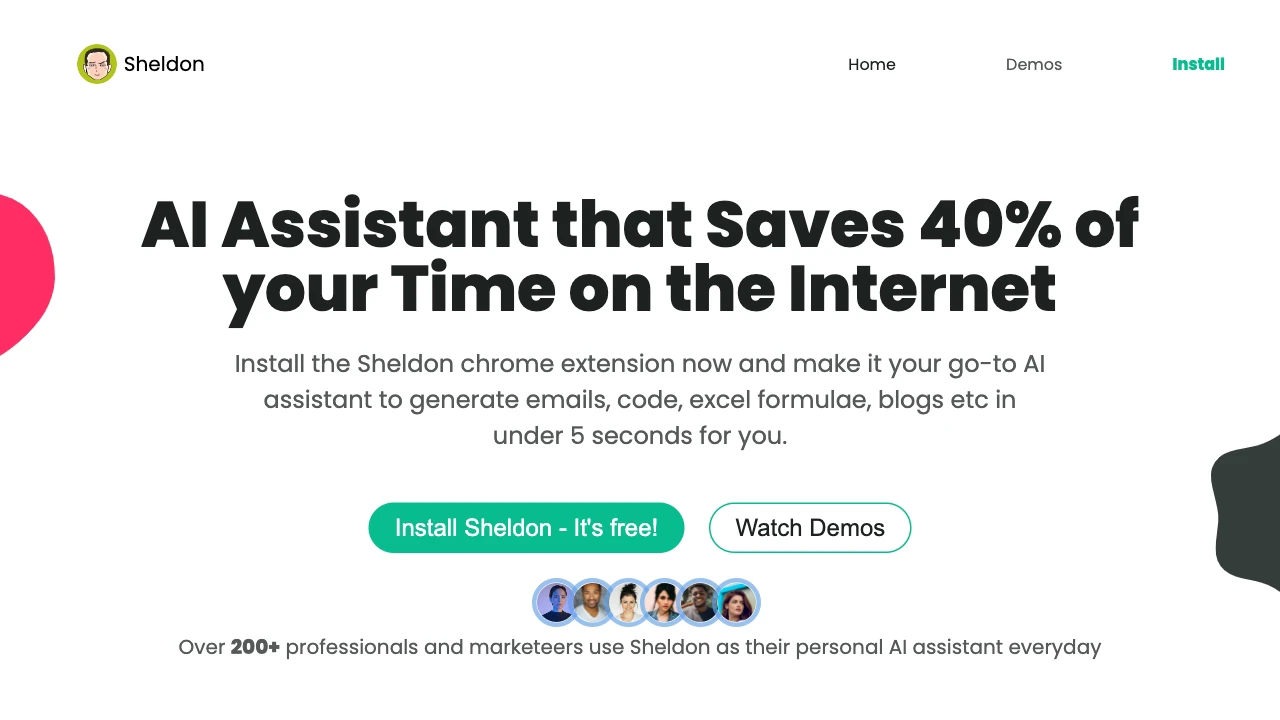 Sheldon
Home
Demos
Install
AI Assistant that Saves 40% of
your Time on the Internet
Install the Sheldon chrome extension now and make it your go-to AI
assistant to generate emails, code, excel formulae, blogs etc in
under 5 seconds for you.
Install Sheldon - It's free!
Watch Demos
Over 200+ professionals and marketeers use Sheldon as their personal AI assistant everyday